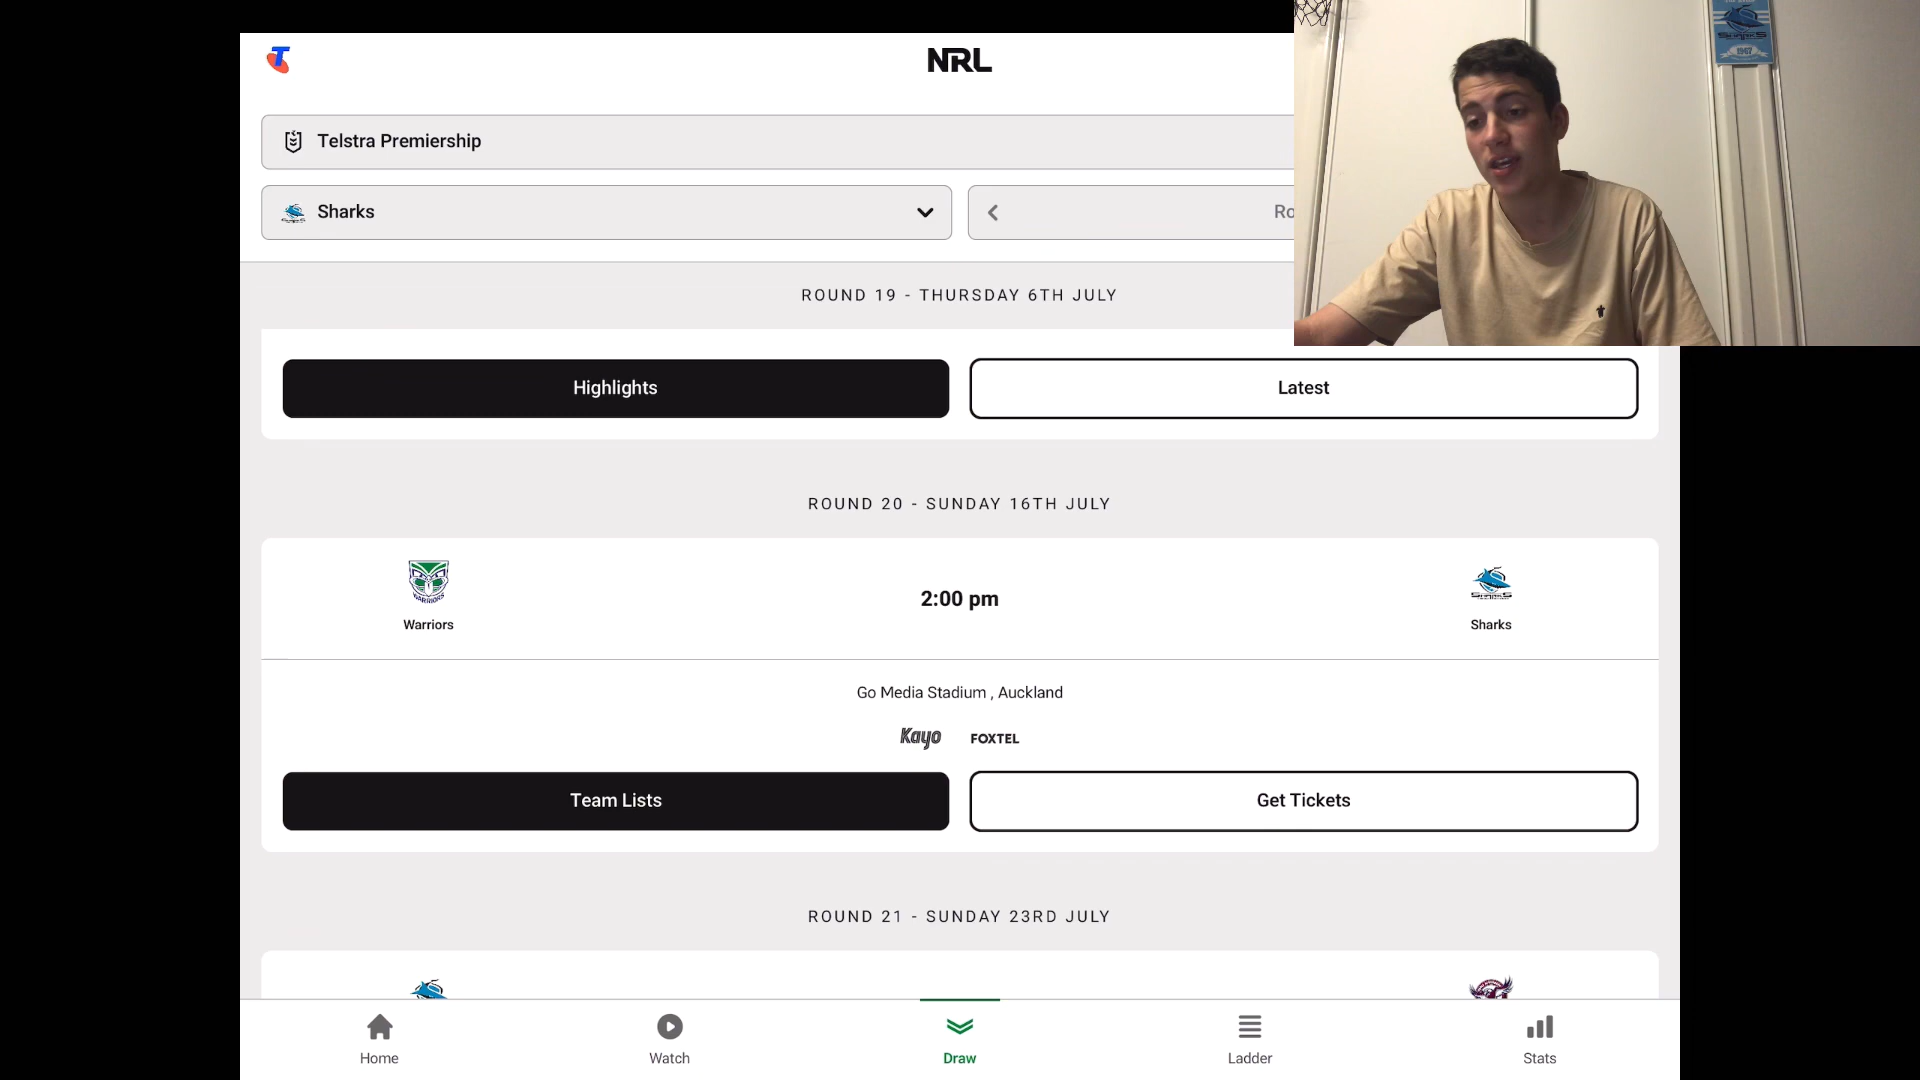 NRL
Telstra Premiership
Sharks
Ro
ROUND 19 - THURSDAY 6TH JULY
Highlights
Latest
ROUND 20 - SUNDAY 16TH JULY
2:00 pm
Warriors
Sharks
Go Media Stadium , Auckland
Kayo
FOXTEL
Team Lists
Get Tickets
ROUND 21 - SUNDAY 23RD JULY
Home
Watch
Draw
Ladder
Stats
SHARKS
1967